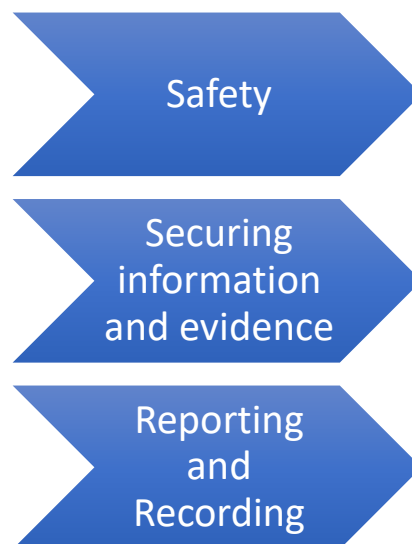 Safety
Securing
information
and evidence
Reporting
and
Recording